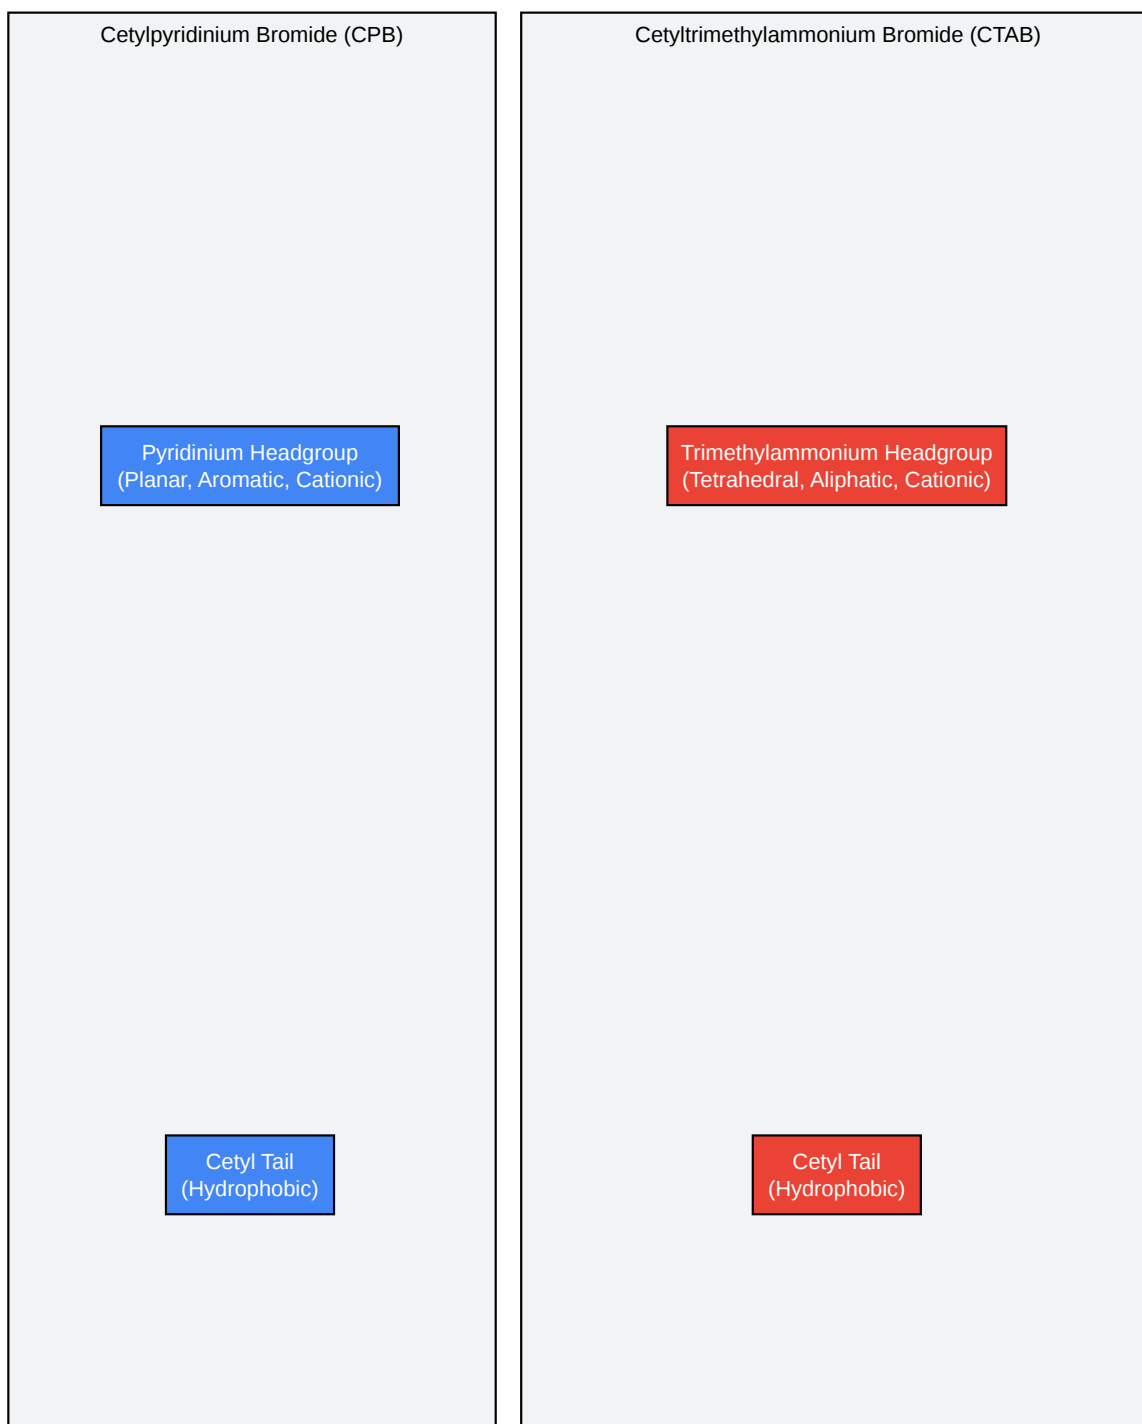 Cetylpyridinium Bromide (CPB)
Pyridinium Headgroup
(Planar, Aromatic, Cationic)
Cetyl Tail
(Hydrophobic)
Cetyltrimethylammonium Bromide (CTAB)
Trimethylammonium Headgroup
(Tetrahedral, Aliphatic, Cationic)
Cetyl Tail
(Hydrophobic)